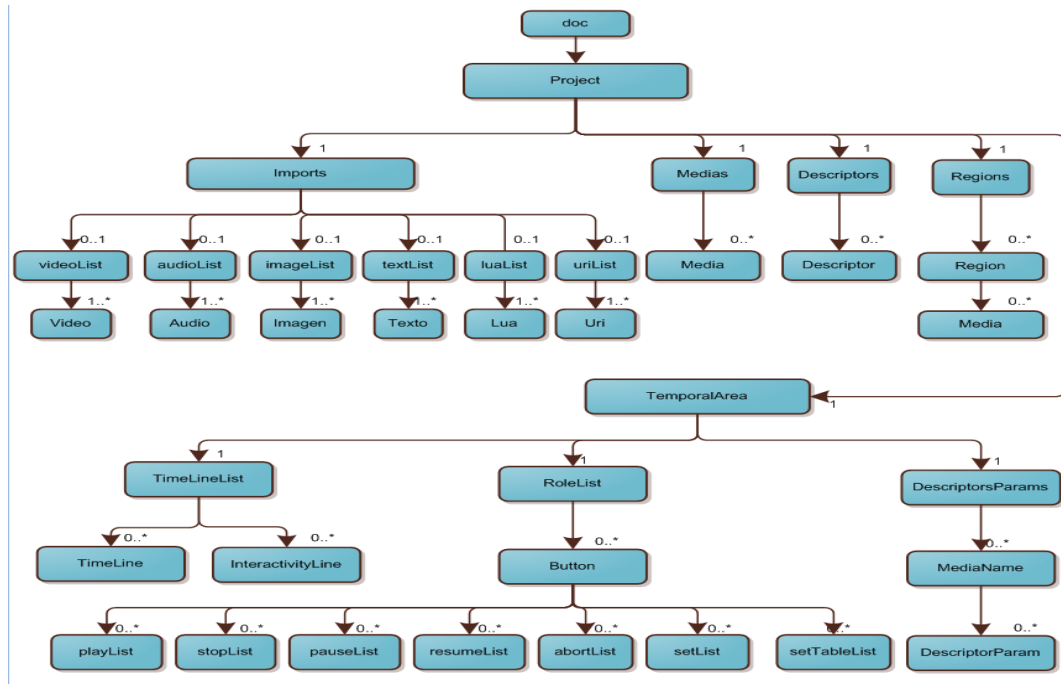 doc
Project
1 1 1 1
Imports Medias Descriptors Regions
0..1 0..1 0..1 0..1 0..1 0..1 0..* 0..* 0..*
videoList audioList imageList textList luaList uriList Media Descriptor Region
1..* 1..* 1..* 1..* 1..* 1..* 0..*
Video Audio Imagen Texto Lua Uri Media
TemporalArea
1
1 1 1
TimeLineList RoleList DescriptorsParams
0..* 0..* 0..* 0..*
TimeLine InteractivityLine Button MediaName
0..* 0..* 0..* 0..* 0..* 0..* 0..* 0..*
playList stopList pauseList resumeList abortList setList setTableList DescriptorParam